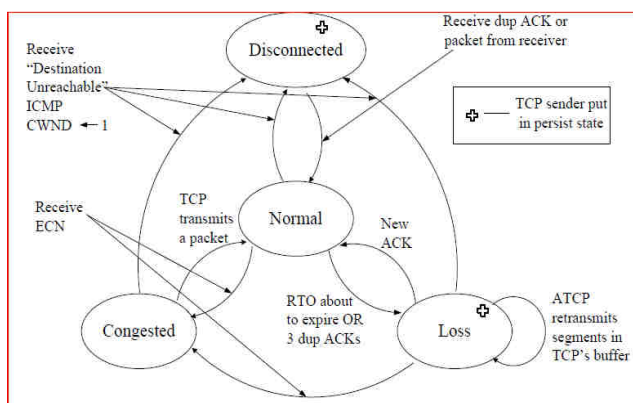 Receive
“Destination
Unreachable”
ICMP
CWND ← 1
Disconnected
Receive dup ACK or
packet from receiver
TCP sender put
in persist state
Receive
ECN
TCP
transmits
a packet
Normal
New
ACK
RTO about
to expire OR
3 dup ACKs
Congested
Loss
ATCP
retransmits
segments in
TCP's buffer